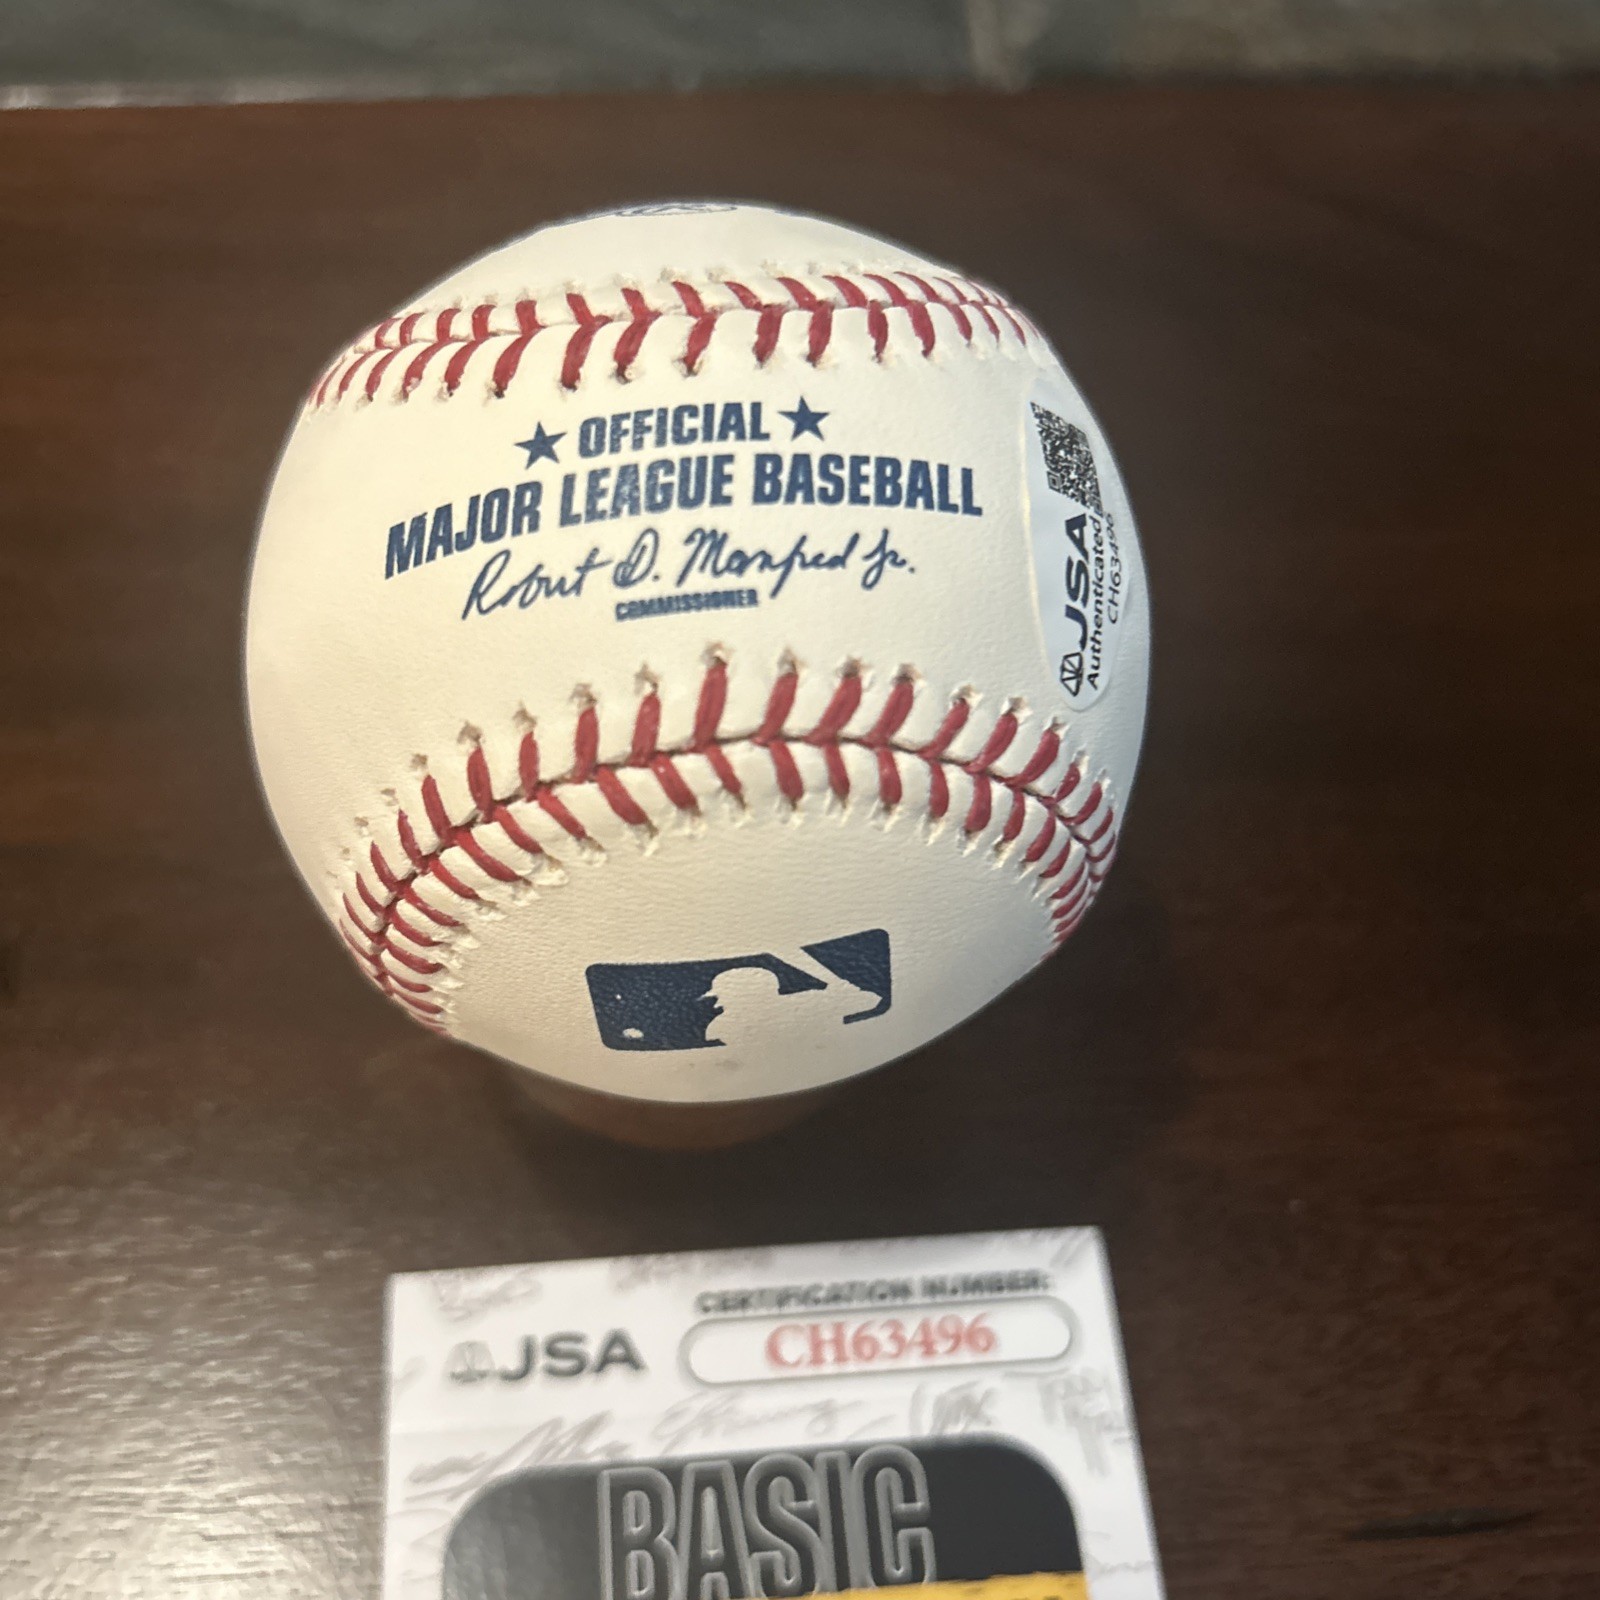 ★ OFFICIAL ★
MAJOR LEAGUE BASEBALL
Robert D. Manfred Jr.
COMMISSIONER
JSA
Authenticated
CH63496
CERTIFICATION NUMBER:
JSA
CH63496
BASIC